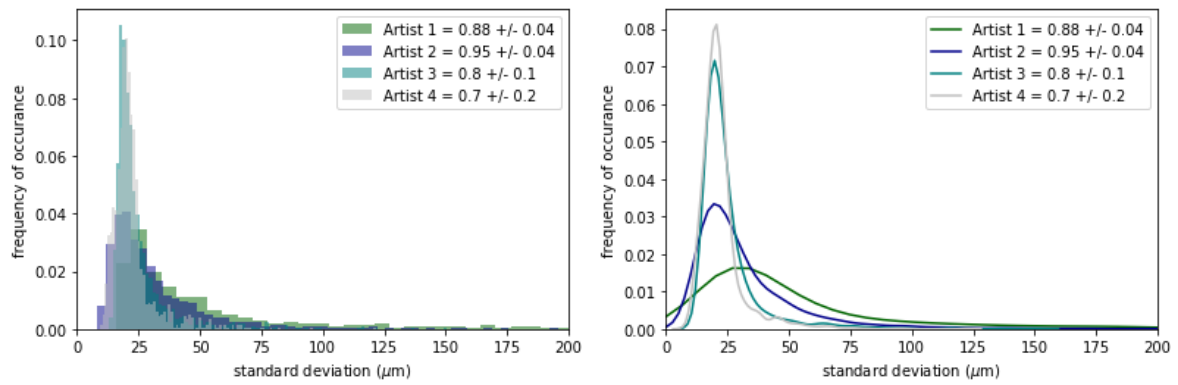 0.10
0.08
0.06
0.04
0.02
0.00
frequency of occurance
0 25 50 75 100 125 150 175 200
standard deviation (μm)
Artist 1 = 0.88 +/- 0.04
Artist 2 = 0.95 +/- 0.04
Artist 3 = 0.8 +/- 0.1
Artist 4 = 0.7 +/- 0.2
0.08
0.07
0.06
0.05
0.04
0.03
0.02
0.01
0.00
frequency of occurance
0 25 50 75 100 125 150 175 200
standard deviation (μm)
Artist 1 = 0.88 +/- 0.04
Artist 2 = 0.95 +/- 0.04
Artist 3 = 0.8 +/- 0.1
Artist 4 = 0.7 +/- 0.2